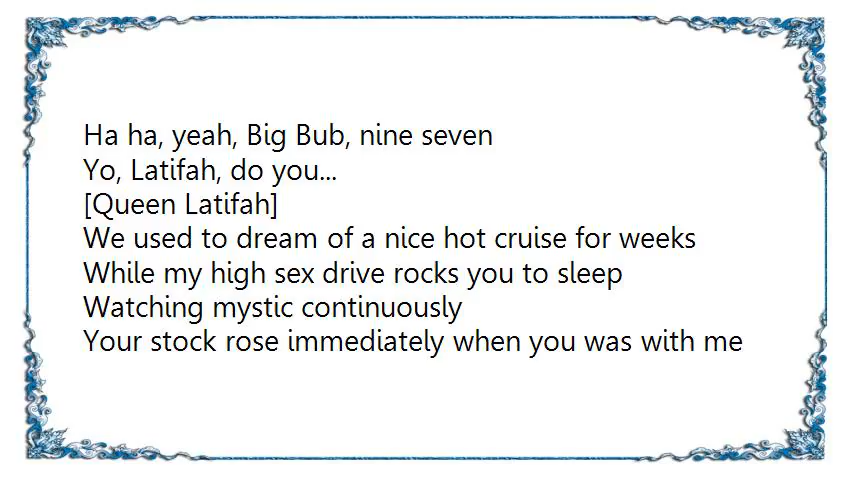 Ha ha, yeah, Big Bub, nine seven
Yo, Latifah, do you...
[Queen Latifah]
We used to dream of a nice hot cruise for weeks
While my high sex drive rocks you to sleep
Watching mystic continuously
Your stock rose immediately when you was with me